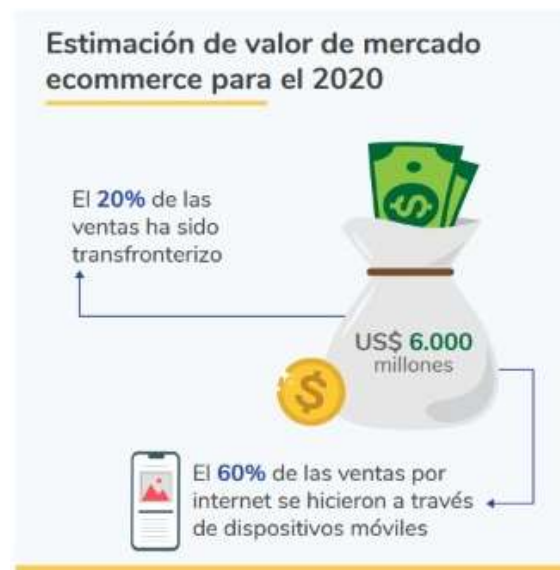 Estimación de valor de mercado
ecommerce para el 2020
El 20% de las
ventas ha sido
transfronterizo
US$ 6.000
millones
El 60% de las ventas por
internet se hicieron a través
de dispositivos móviles